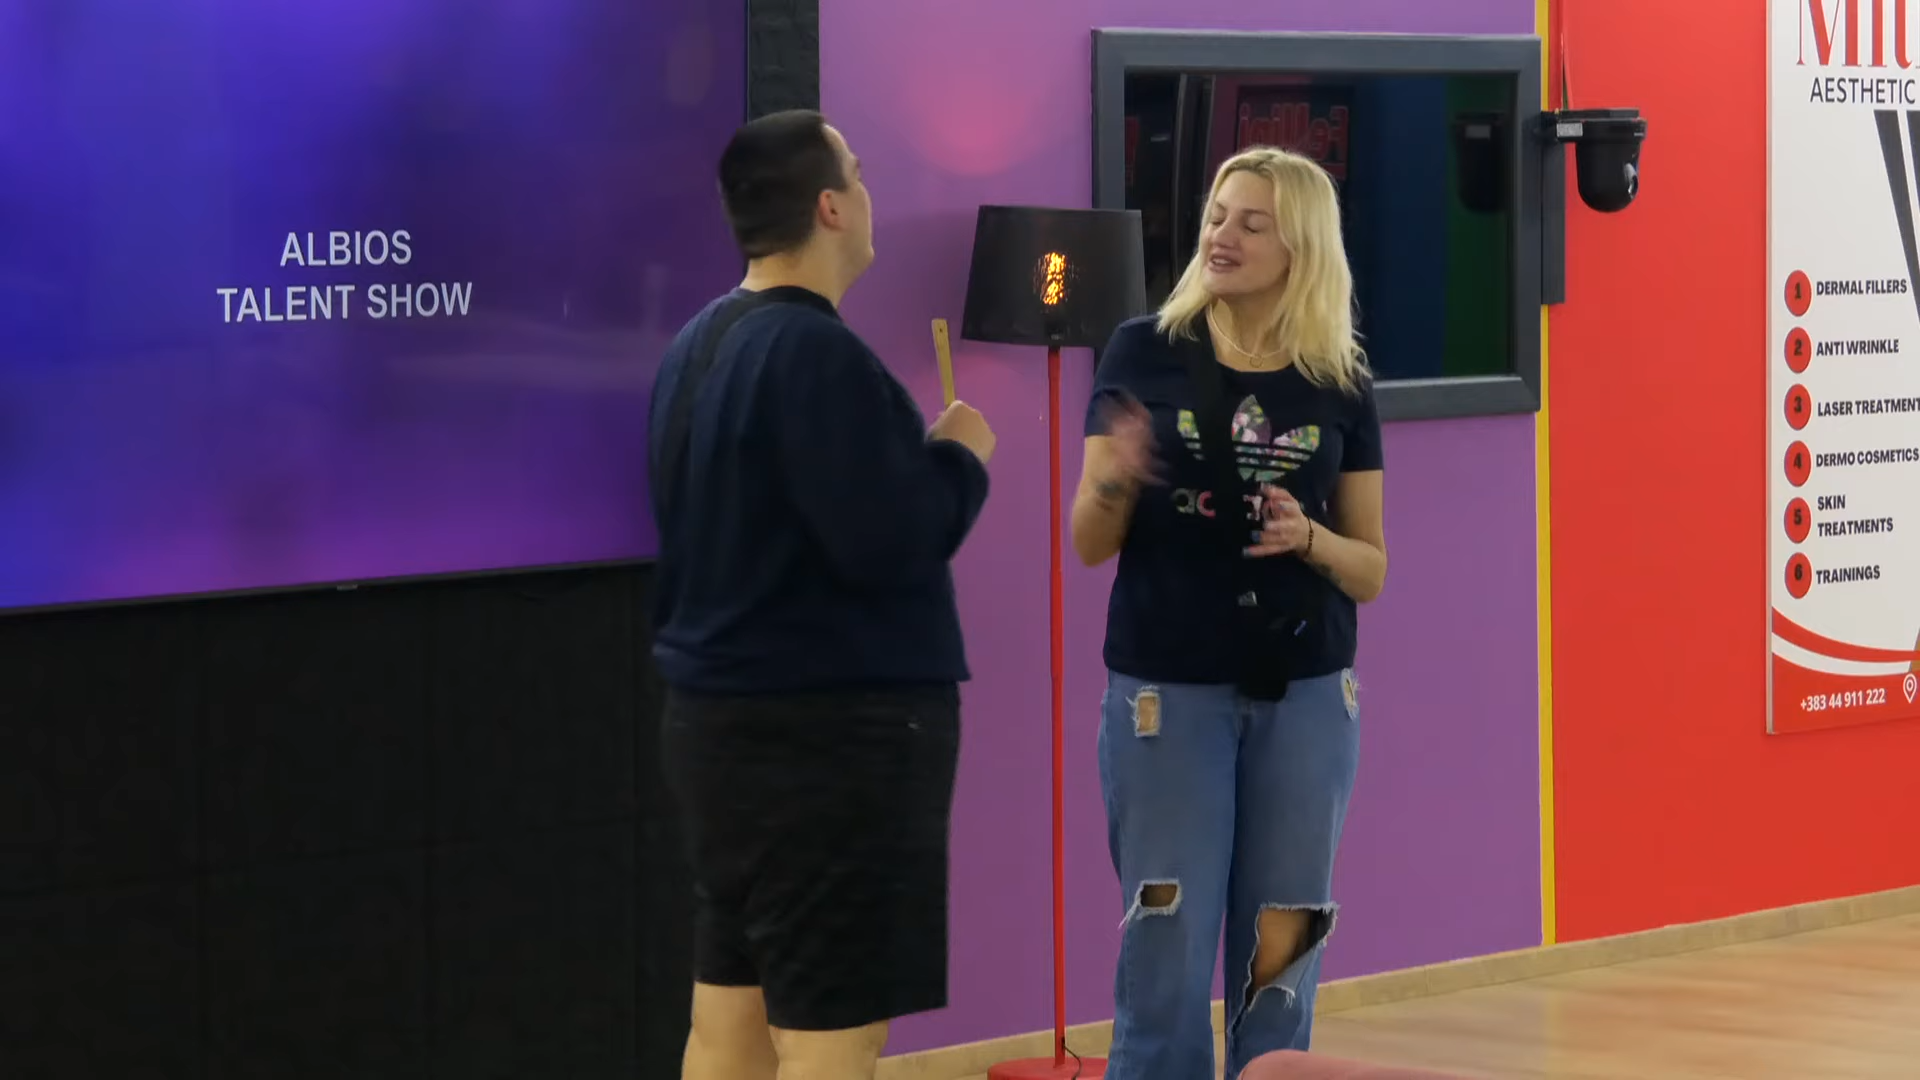 ALBIOS
TALENT SHOW
AESTHETIC
1 DERMAL FILLERS
2 ANTI WRINKLE
3 LASER TREATMENT
4 DERMO COSMETICS
5 SKIN
TREATMENTS
6 TRAININGS
+383 44 911 222